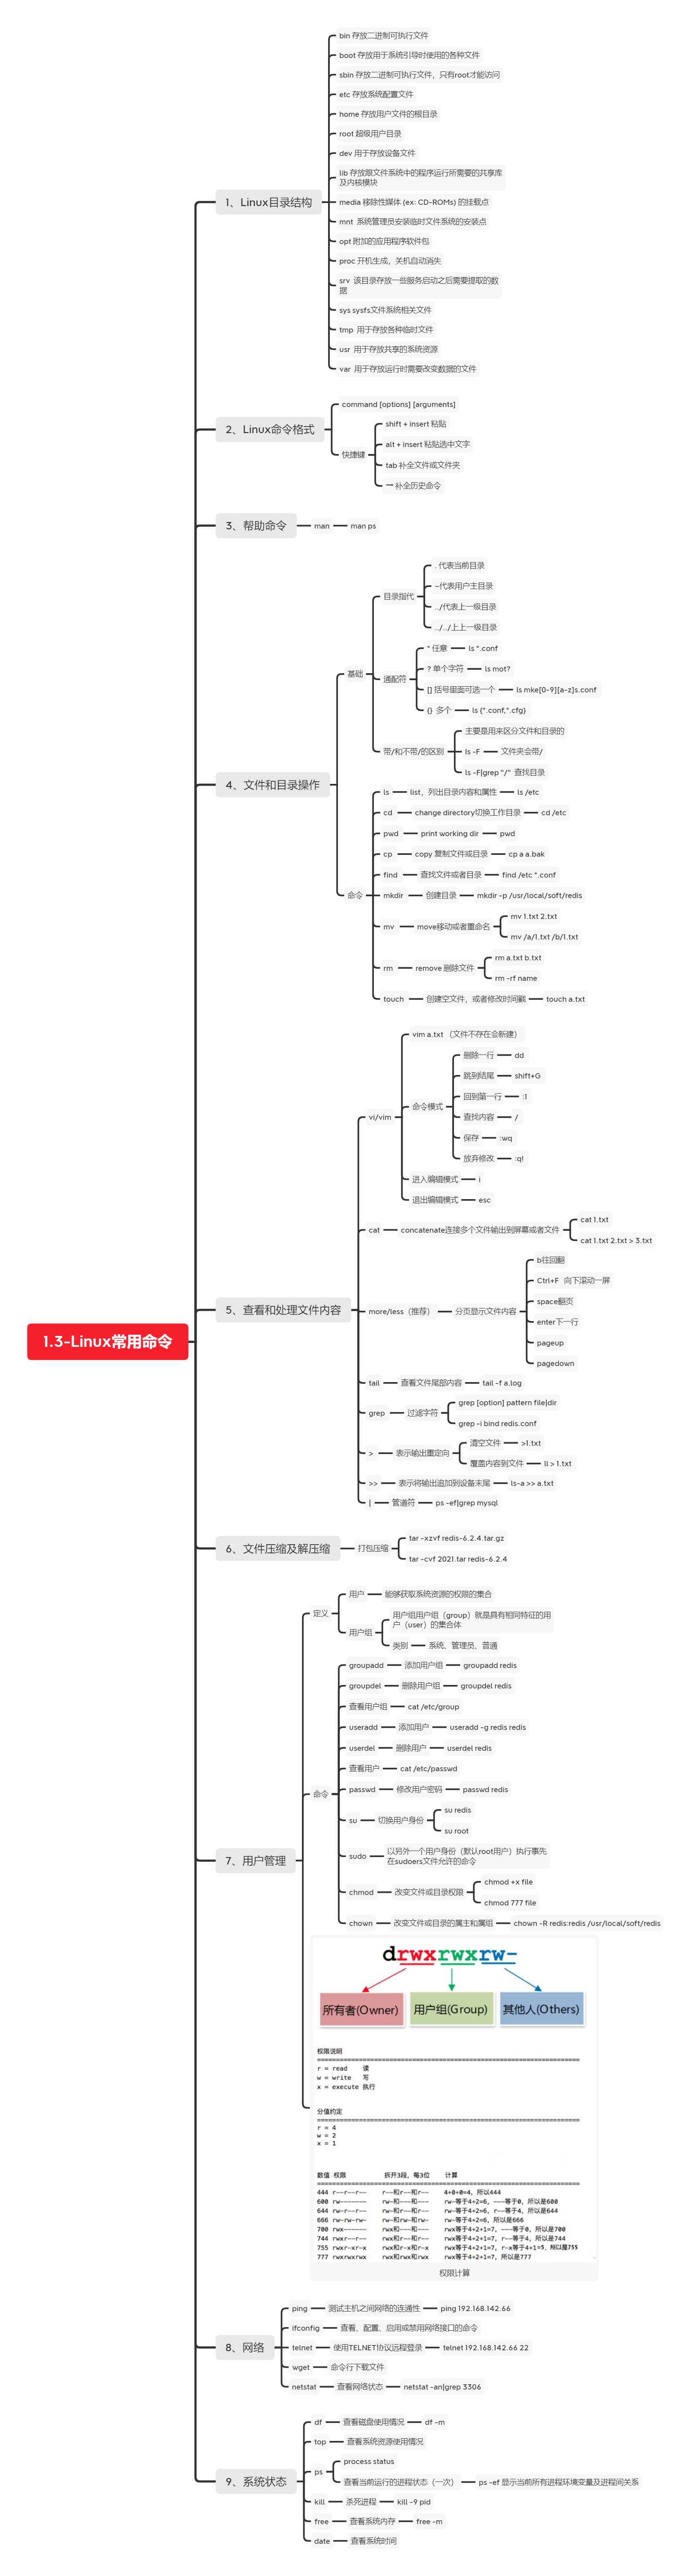 1.3-Linux常用命令
1、Linux目录结构
bin 存放二进制可执行文件
boot 存放用于系统引导时使用的各种文件
sbin 存放二进制可执行文件，只有root才能访问
etc 存放系统配置文件
home 存放用户文件的根目录
root 超级用户目录
dev 用于存放设备文件
lib 存放跟文件系统中的程序运行所需要的共享库
及内核模块
media 移除性媒体 (ex: CD-ROMs) 的挂载点
mnt 系统管理员安装临时文件系统的安装点
opt 附加的应用程序软件包
proc 开机生成，关机自动消失
srv 该目录存放一些服务启动之后需要提取的数
据
sys sysfs文件系统相关文件
tmp 用于存放各种临时文件
usr 用于存放共享的系统资源
var 用于存放运行时需要改变数据的文件
2、Linux命令格式
command [options] [arguments]
快捷键
shift + insert 粘贴
alt + insert 粘贴选中文字
tab 补全文件或文件夹
→ 补全历史命令
3、帮助命令
man
man ps
4、文件和目录操作
基础
目录指代
. 代表当前目录
~代表用户主目录
../代表上一级目录
../../上上一级目录
通配符
* 任意
ls *.conf
? 单个字符
ls mot?
[] 括号里面可选一个
ls mke[0-9][a-z]s.conf
{} 多个
ls {*.conf,*.cfg}
带/和不带/的区别
主要是用来区分文件和目录的
ls -F
文件夹会带/
ls -F|grep "/" 查找目录
命令
ls
list，列出目录内容和属性
ls /etc
cd
change directory切换工作目录
cd /etc
pwd
print working dir
pwd
cp
copy 复制文件或目录
cp a a.bak
find
查找文件或者目录
find /etc *.conf
mkdir
创建目录
mkdir -p /usr/local/soft/redis
mv
move移动或者重命名
mv 1.txt 2.txt
mv /a/1.txt /b/1.txt
rm
remove 删除文件
rm a.txt b.txt
rm -rf name
touch
创建空文件，或者修改时间戳
touch a.txt
5、查看和处理文件内容
vi/vim
vim a.txt （文件不存在会新建）
命令模式
删除一行
dd
跳到结尾
shift+G
回到第一行
:1
查找内容
/
保存
:wq
放弃修改
:q!
进入编辑模式
i
退出编辑模式
esc
cat
concatenate连接多个文件输出到屏幕或者文件
cat 1.txt
cat 1.txt 2.txt > 3.txt
more/less（推荐）
分页显示文件内容
b往回翻
Ctrl+F 向下滚动一屏
space翻页
enter下一行
pageup
pagedown
tail
查看文件尾部内容
tail -f a.log
grep
过滤字符
grep [option] pattern file|dir
grep -i bind redis.conf
>
表示输出重定向
清空文件
>1.txt
覆盖内容到文件
ll > 1.txt
>>
表示将输出追加到设备末尾
ls-a >> a.txt
|
管道符
ps -ef|grep mysql
6、文件压缩及解压缩
打包压缩
tar -xzvf redis-6.2.4.tar.gz
tar -cvf 2021.tar redis-6.2.4
7、用户管理
定义
用户
能够获取系统资源的权限的集合
用户组
用户组用户组（group）就是具有相同特征的用
户（user）的集合体
类别
系统、管理员、普通
命令
groupadd
添加用户组
groupadd redis
groupdel
删除用户组
groupdel redis
查看用户组
cat /etc/group
useradd
添加用户
useradd -g redis redis
userdel
删除用户
userdel redis
查看用户
cat /etc/passwd
passwd
修改用户密码
passwd redis
su
切换用户身份
su redis
su root
sudo
以另外一个用户身份（默认root用户）执行事先
在sudoers文件允许的命令
chmod
改变文件或目录权限
chmod +x file
chmod 777 file
chown
改变文件或目录的属主和属组
chown -R redis:redis /usr/local/soft/redis
drwxrwxrw-
所有者(Owner)
用户组(Group)
其他人(Others)
权限说明
r = read 读
w = write 写
x = execute 执行
分值约定
r = 4
w = 2
x = 1
数值 权限 拆开3段，每3位 计算
444 r--r--r-- r--和r--和r-- 4+0+0=4，所以444
600 rw------- rw-和---和--- rw-等于4+2=6，---等于0，所以是600
644 rw-r--r-- rw-和r--和r-- rw-等于4+2=6，r--等于4，所以是644
666 rw-rw-rw- rw-和rw-和rw- rw-等于4+2=6，所以是666
700 rwx------ rwx和---和--- rwx等于4+2+1=7，---等于0，所以是700
744 rwxr--r-- rwx和r--和r-- rwx等于4+2+1=7，r--等于4，所以是744
755 rwxr-xr-x rwx和r-x和r-x rwx等于4+2+1=7，r-x等于4+1=5，所以是755
777 rwxrwxrwx rwx和rwx和rwx rwx等于4+2+1=7，所以是777
权限计算
8、网络
ping
测试主机之间网络的连通性
ping 192.168.142.66
ifconfig
查看、配置、启用或禁用网络接口的命令
telnet
使用TELNET协议远程登录
telnet 192.168.142.66 22
wget
命令行下载文件
netstat
查看网络状态
netstat -an|grep 3306
9、系统状态
df
查看磁盘使用情况
df -m
top
查看系统资源使用情况
ps
process status
查看当前运行的进程状态（一次）
ps -ef 显示当前所有进程环境变量及进程间关系
kill
杀死进程
kill -9 pid
free
查看系统内存
free -m
date
查看系统时间